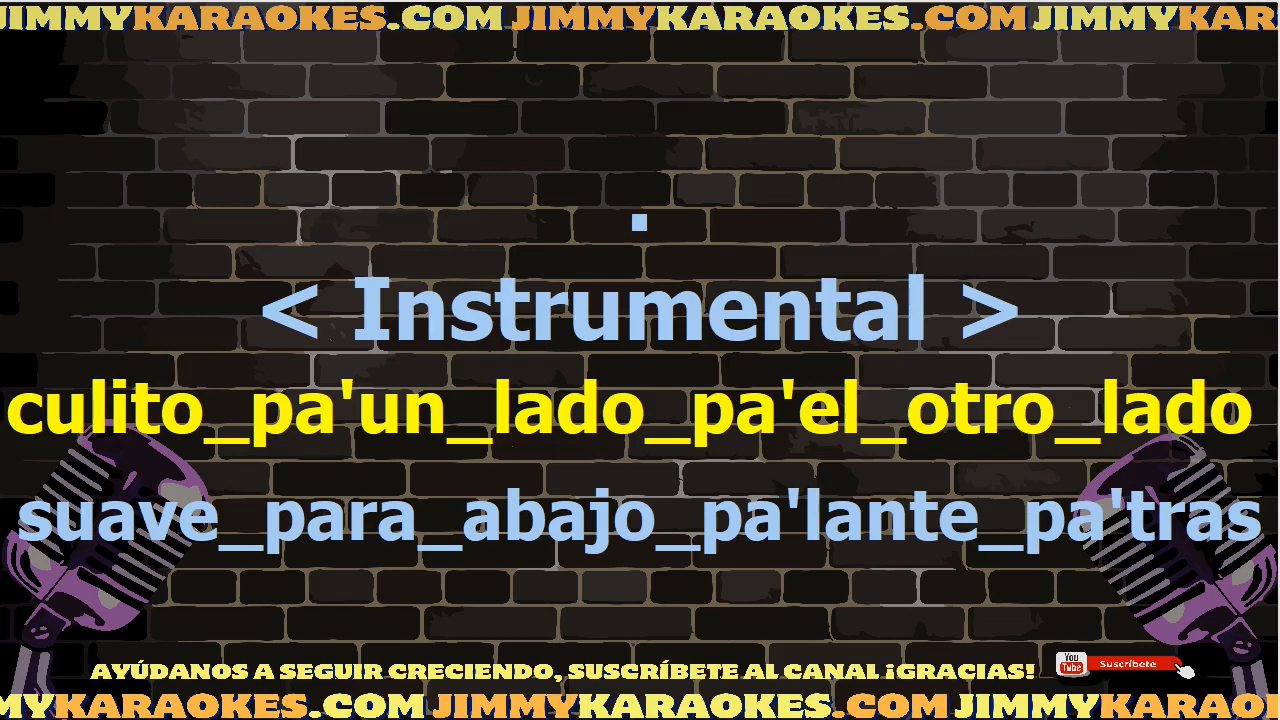 JIMMYKARAOKES.COM JIMMYKARAOKES.COM JIMMYKAR
.
< Instrumental >
culito_pa'un_lado_pa'el_otro_lado
suave_para_abajo_pa'lante_pa'tras
AYÚDANOS A SEGUIR CRECIENDO, SUSCRÍBETE AL CANAL ¡GRACIAS!
You Tube Suscríbete
MYKARAOKES.COM JIMMYKARAOKES.COM JIMMYKARAOK